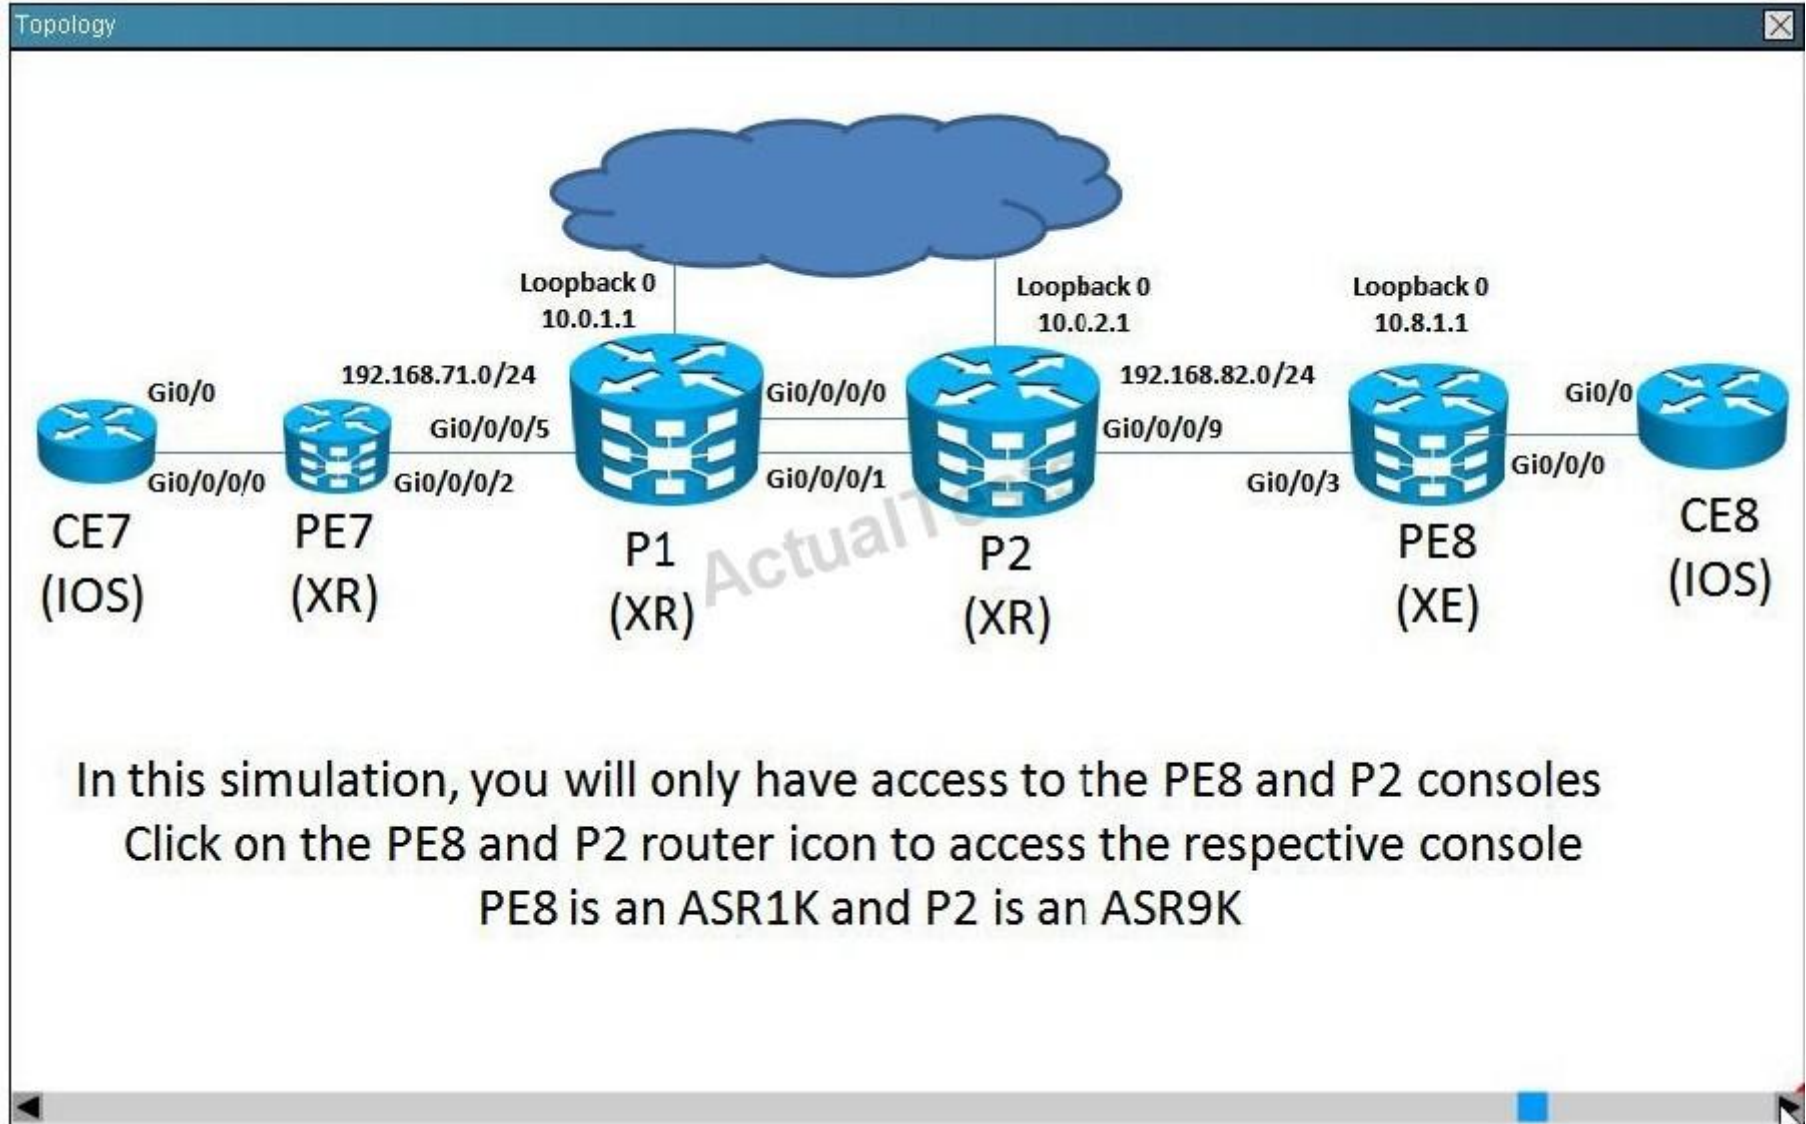 Topology
Loopback 0
10.0.1.1
Loopback 0
10.0.2.1
Loopback 0
10.8.1.1
192.168.71.0/24
192.168.82.0/24
Gi0/0
Gi0/0/0/5
Gi0/0/0/0
Gi0/0/0/9
Gi0/0
Gi0/0/0/0
Gi0/0/0/2
Gi0/0/0/1
Gi0/0/3
Gi0/0/0
CE7
(IOS)
PE7
(XR)
P1
(XR)
P2
(XR)
PE8
(XE)
CE8
(IOS)
In this simulation, you will only have access to the PE8 and P2 consoles
Click on the PE8 and P2 router icon to access the respective console
PE8 is an ASR1K and P2 is an ASR9K